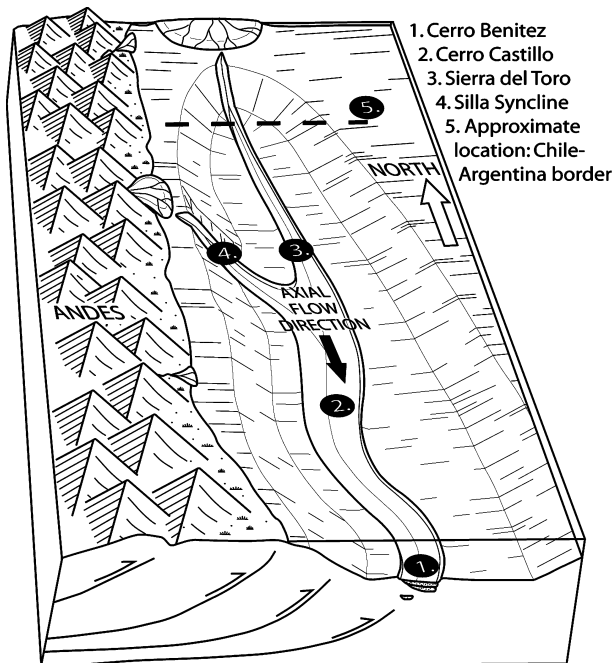 1. Cerro Benitez
2. Cerro Castillo
3. Sierra del Toro
4. Silla Syncline
5. Approximate
location: Chile-
Argentina border
5.
NORTH
4.
3.
ANDES
AXIAL
FLOW
DIRECTION
2.
1.